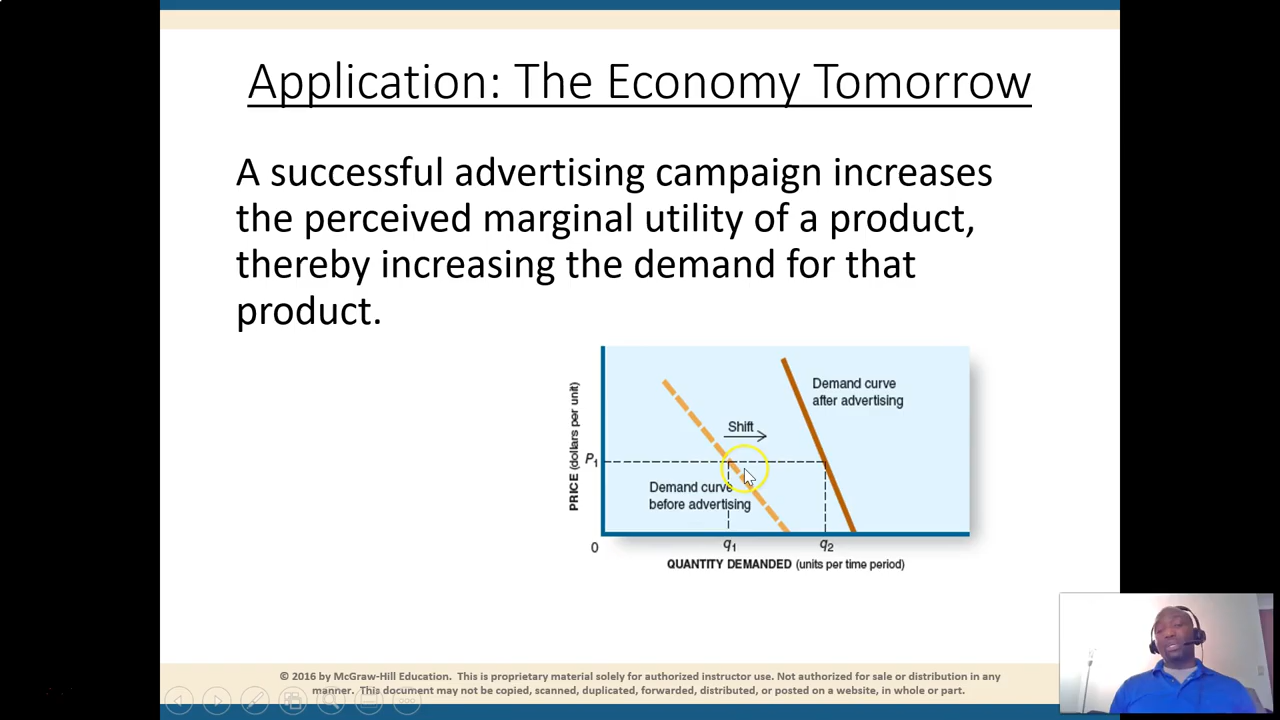 Application: The Economy Tomorrow
A successful advertising campaign increases
the perceived marginal utility of a product,
thereby increasing the demand for that
product.
Demand curve
after advertising
Shift
PRICE (dollars per unit)
P1
Demand curve
before advertising
0
q1
q2
QUANTITY DEMANDED (units per time period)
© 2016 by McGraw-Hill Education. This is proprietary material solely for authorized instructor use. Not authorized for sale or distribution in any
manner. This document may not be copied, scanned, duplicated, forwarded, distributed, or posted on a website, in whole or part.